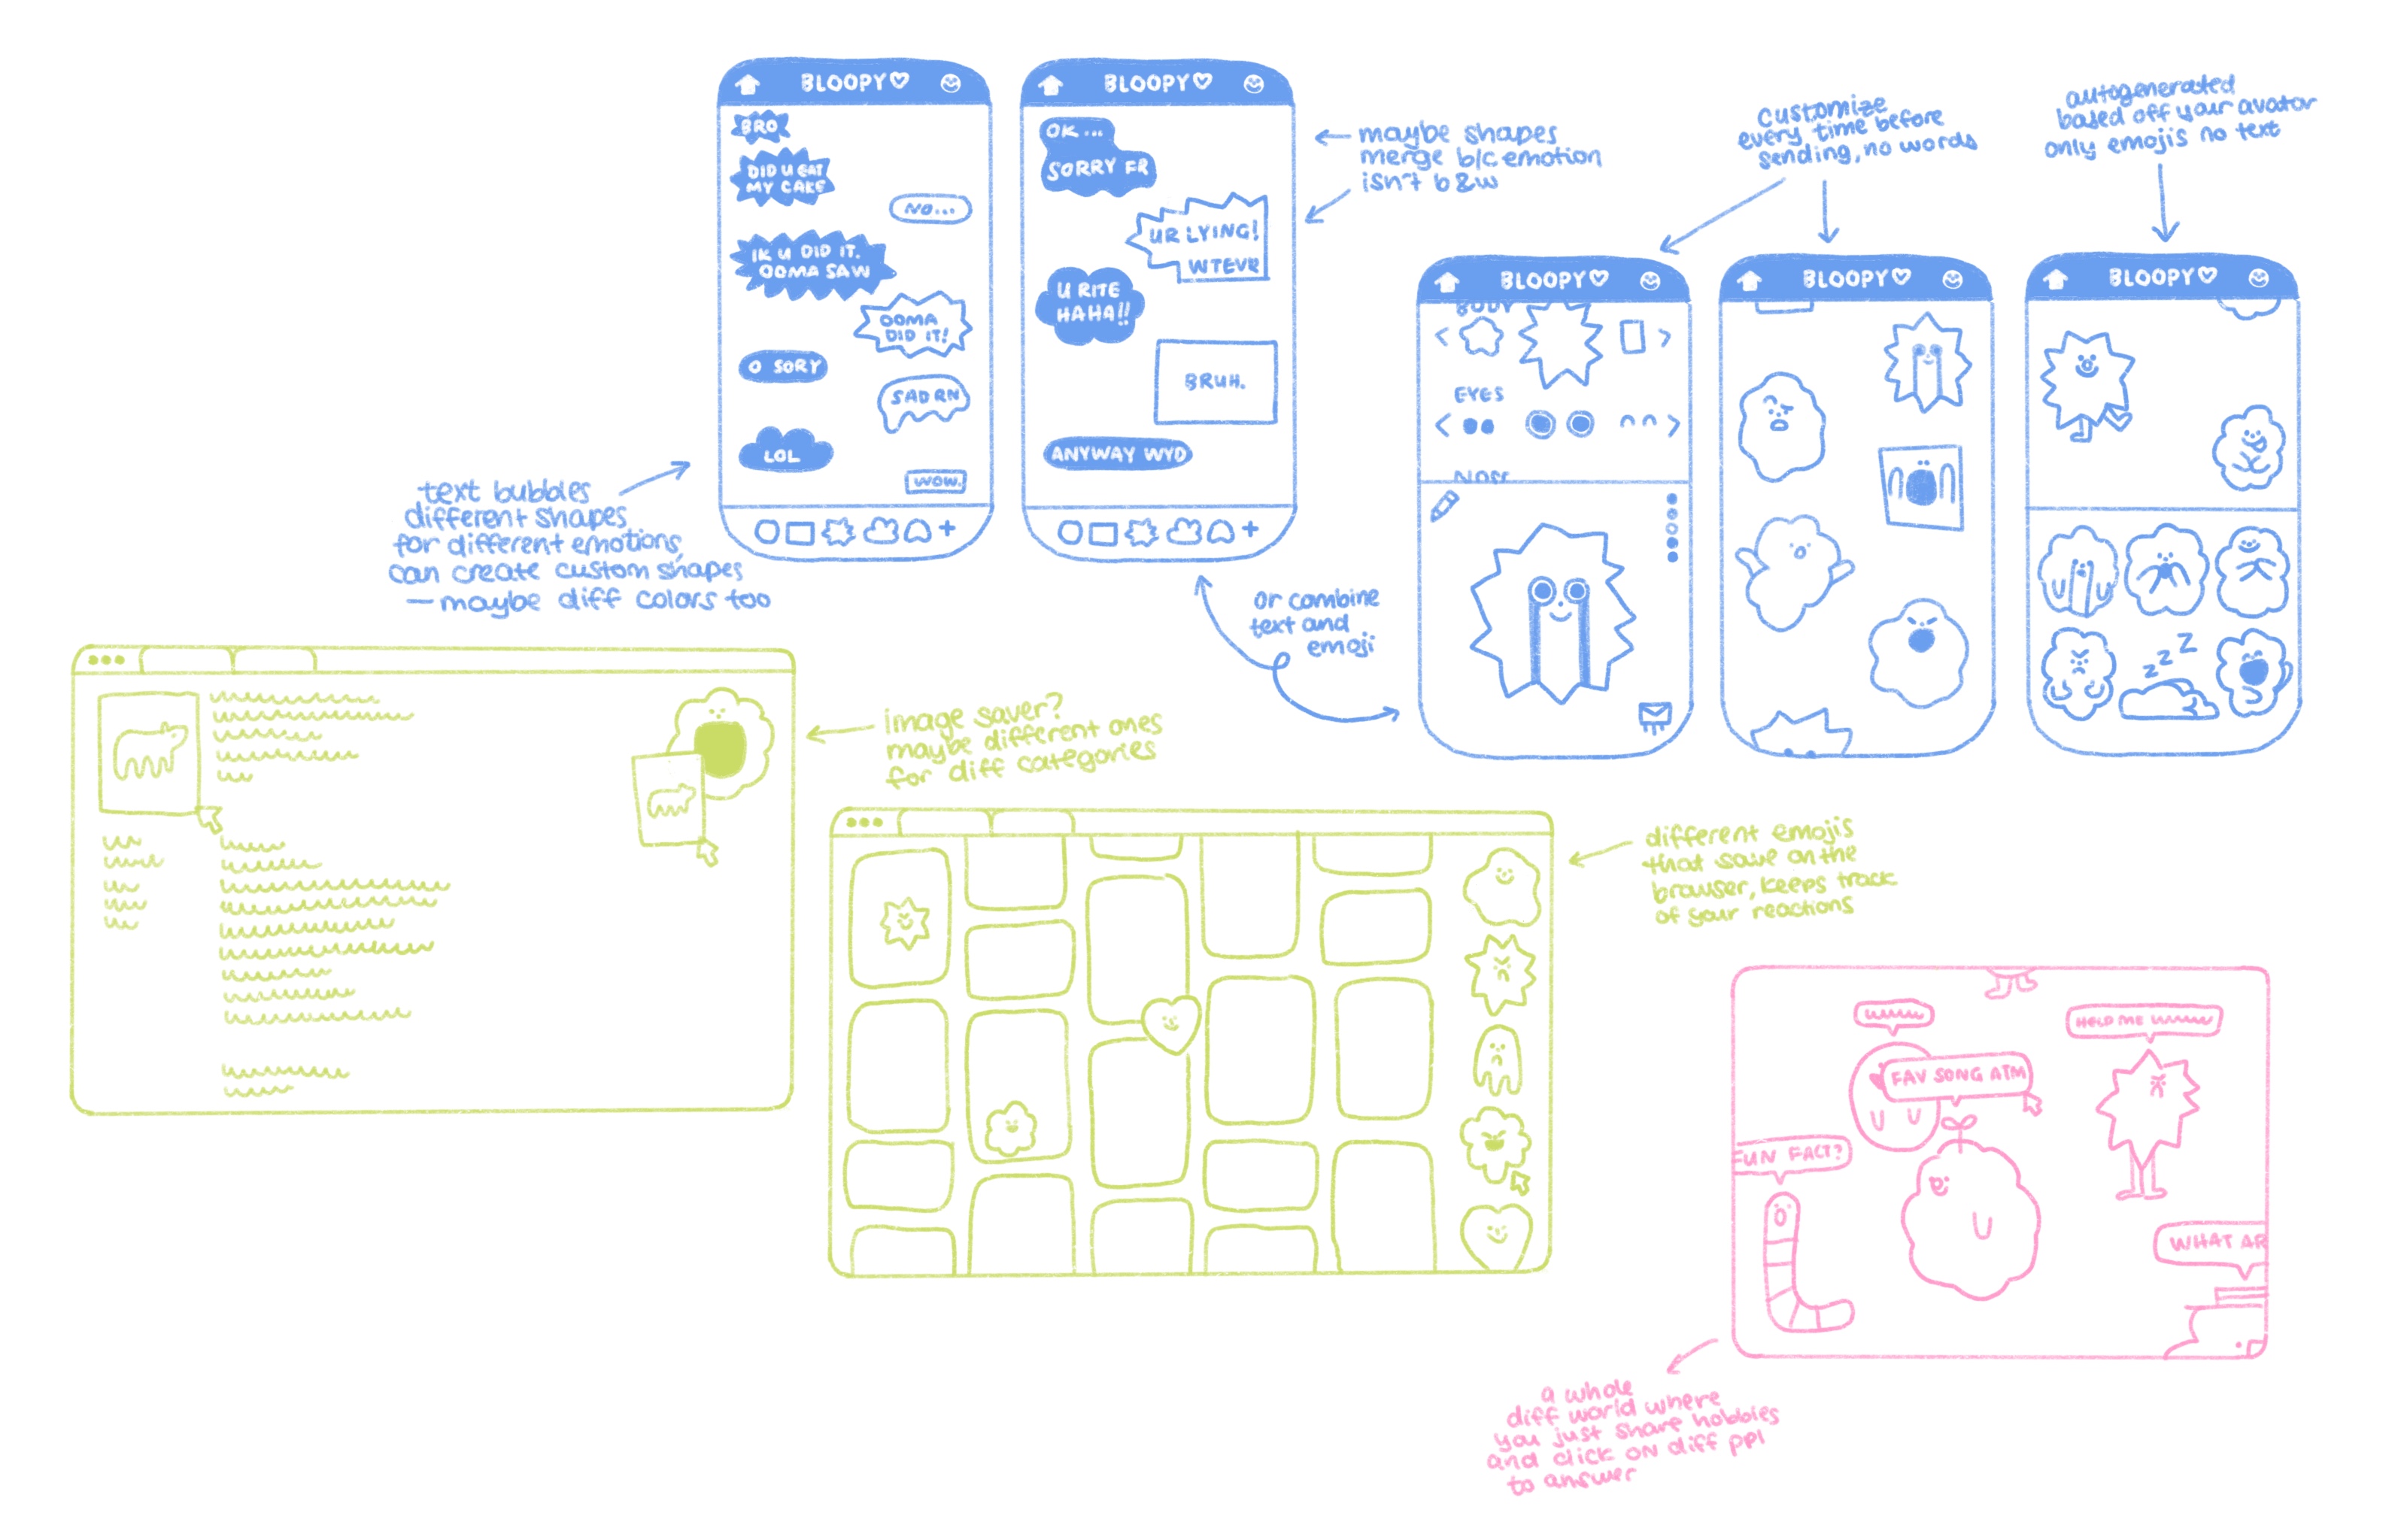 BLOOPY♡
BRO
DID U EAT
MY CAKE
NO...
IK U DID IT.
OOMA SAW
OOMA
DID IT!
O SORY
SAD RN
LOL
WOW.
text bubbles
different shapes
for different emotions,
can create custom shapes
— maybe diff colors too
BLOOPY♡
OK ...
SORRY FR
UR LYING!
WTEVR
U RITE
HAHA!!
BRUH.
ANYWAY WYD
maybe shapes
merge b/c emotion
isn't b&w
or combine
text and
emoji
customize
every time before
sending, no words
BLOOPY♡
BODY
EYES
NOSE
BLOOPY♡
autogenerated
based off your avatar
only emojis no text
BLOOPY♡
z z Z
image saver?
maybe different ones
for diff categories
different emojis
that save on the
browser, keeps track
of your reactions
HELP ME
FAV SONG ATM
FUN FACT?
WHAT AR
a whole
diff world where
you just share hobbies
and click on diff ppl
to answer